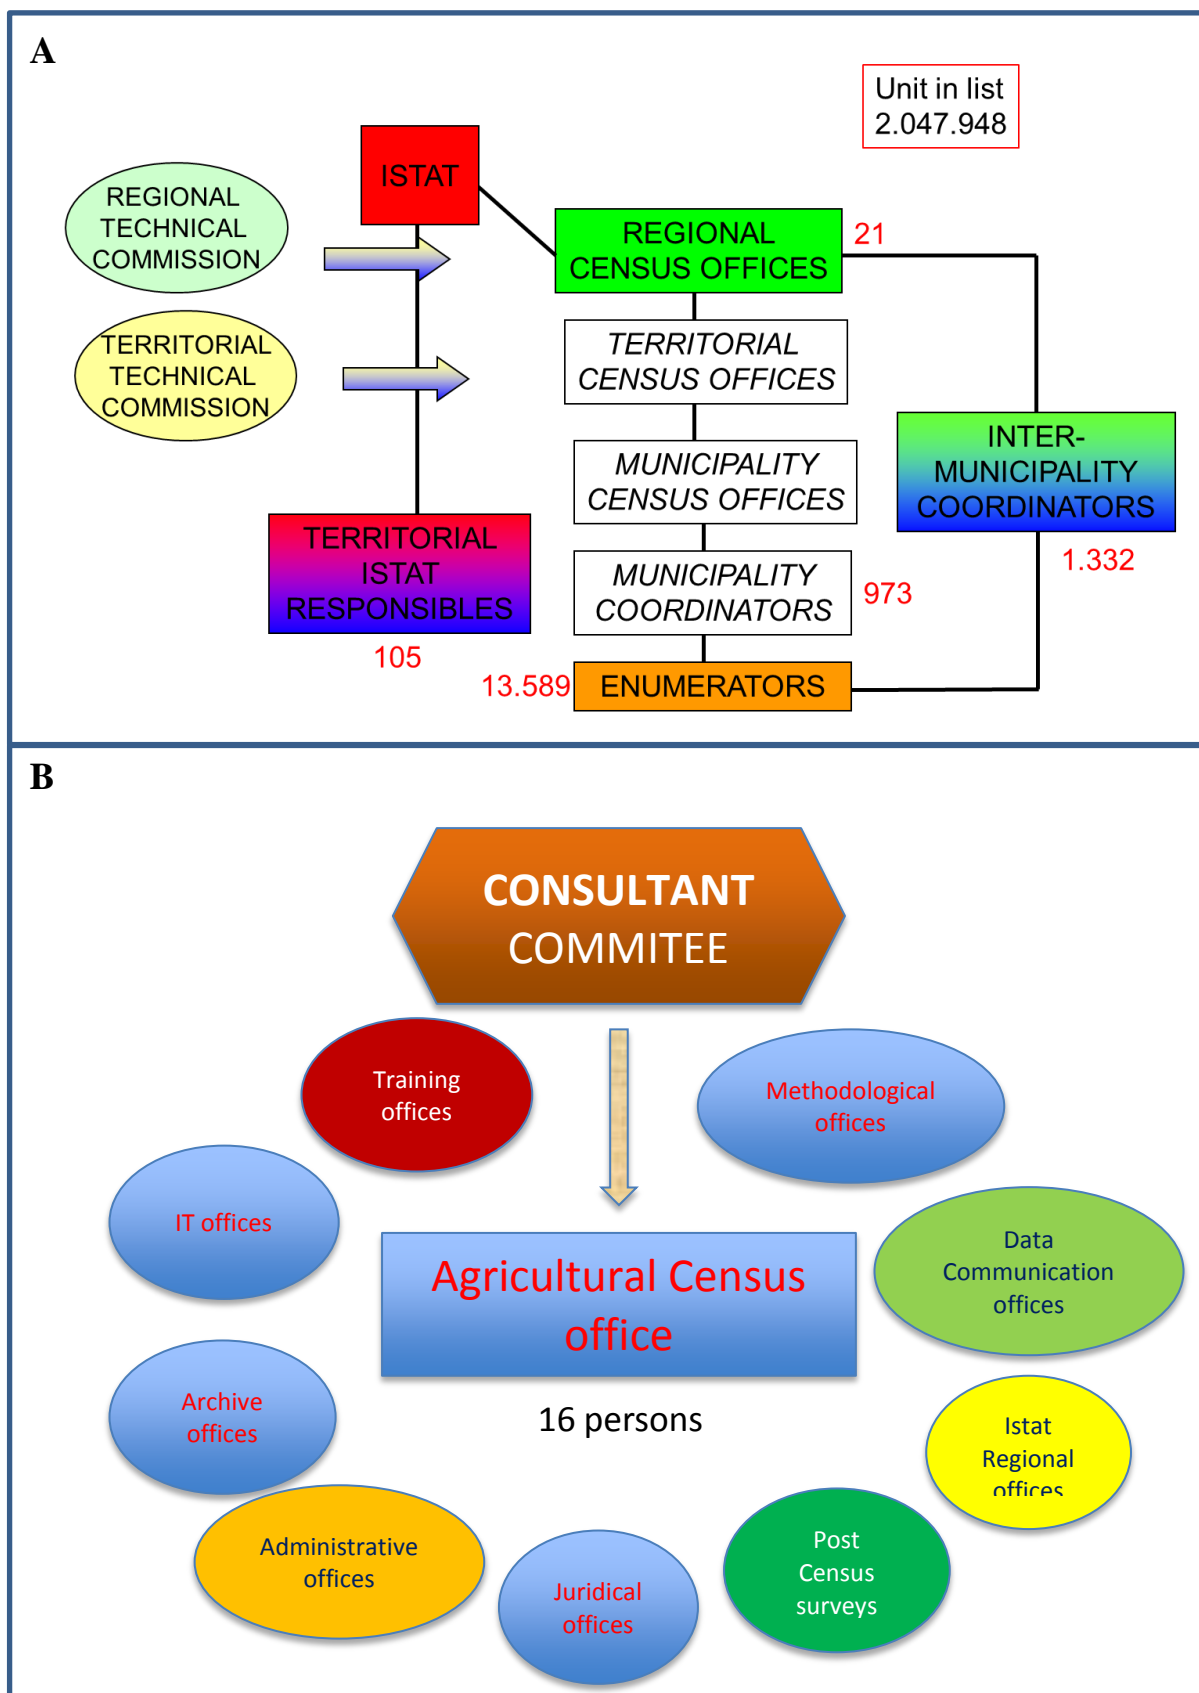 A
Unit in list
2.047.948
ISTAT
REGIONAL
TECHNICAL
COMMISSION
REGIONAL
CENSUS OFFICES
21
TERRITORIAL
TECHNICAL
COMMISSION
TERRITORIAL
CENSUS OFFICES
MUNICIPALITY
CENSUS OFFICES
INTER-
MUNICIPALITY
COORDINATORS
1.332
TERRITORIAL
ISTAT
RESPONSIBLES
105
MUNICIPALITY
COORDINATORS
973
13.589
ENUMERATORS
B
CONSULTANT
COMMITEE
Training
offices
Methodological
offices
IT offices
Data
Communication
offices
Agricultural Census
office
16 persons
Archive
offices
Istat
Regional
offices
Administrative
offices
Juridical
offices
Post
Census
surveys